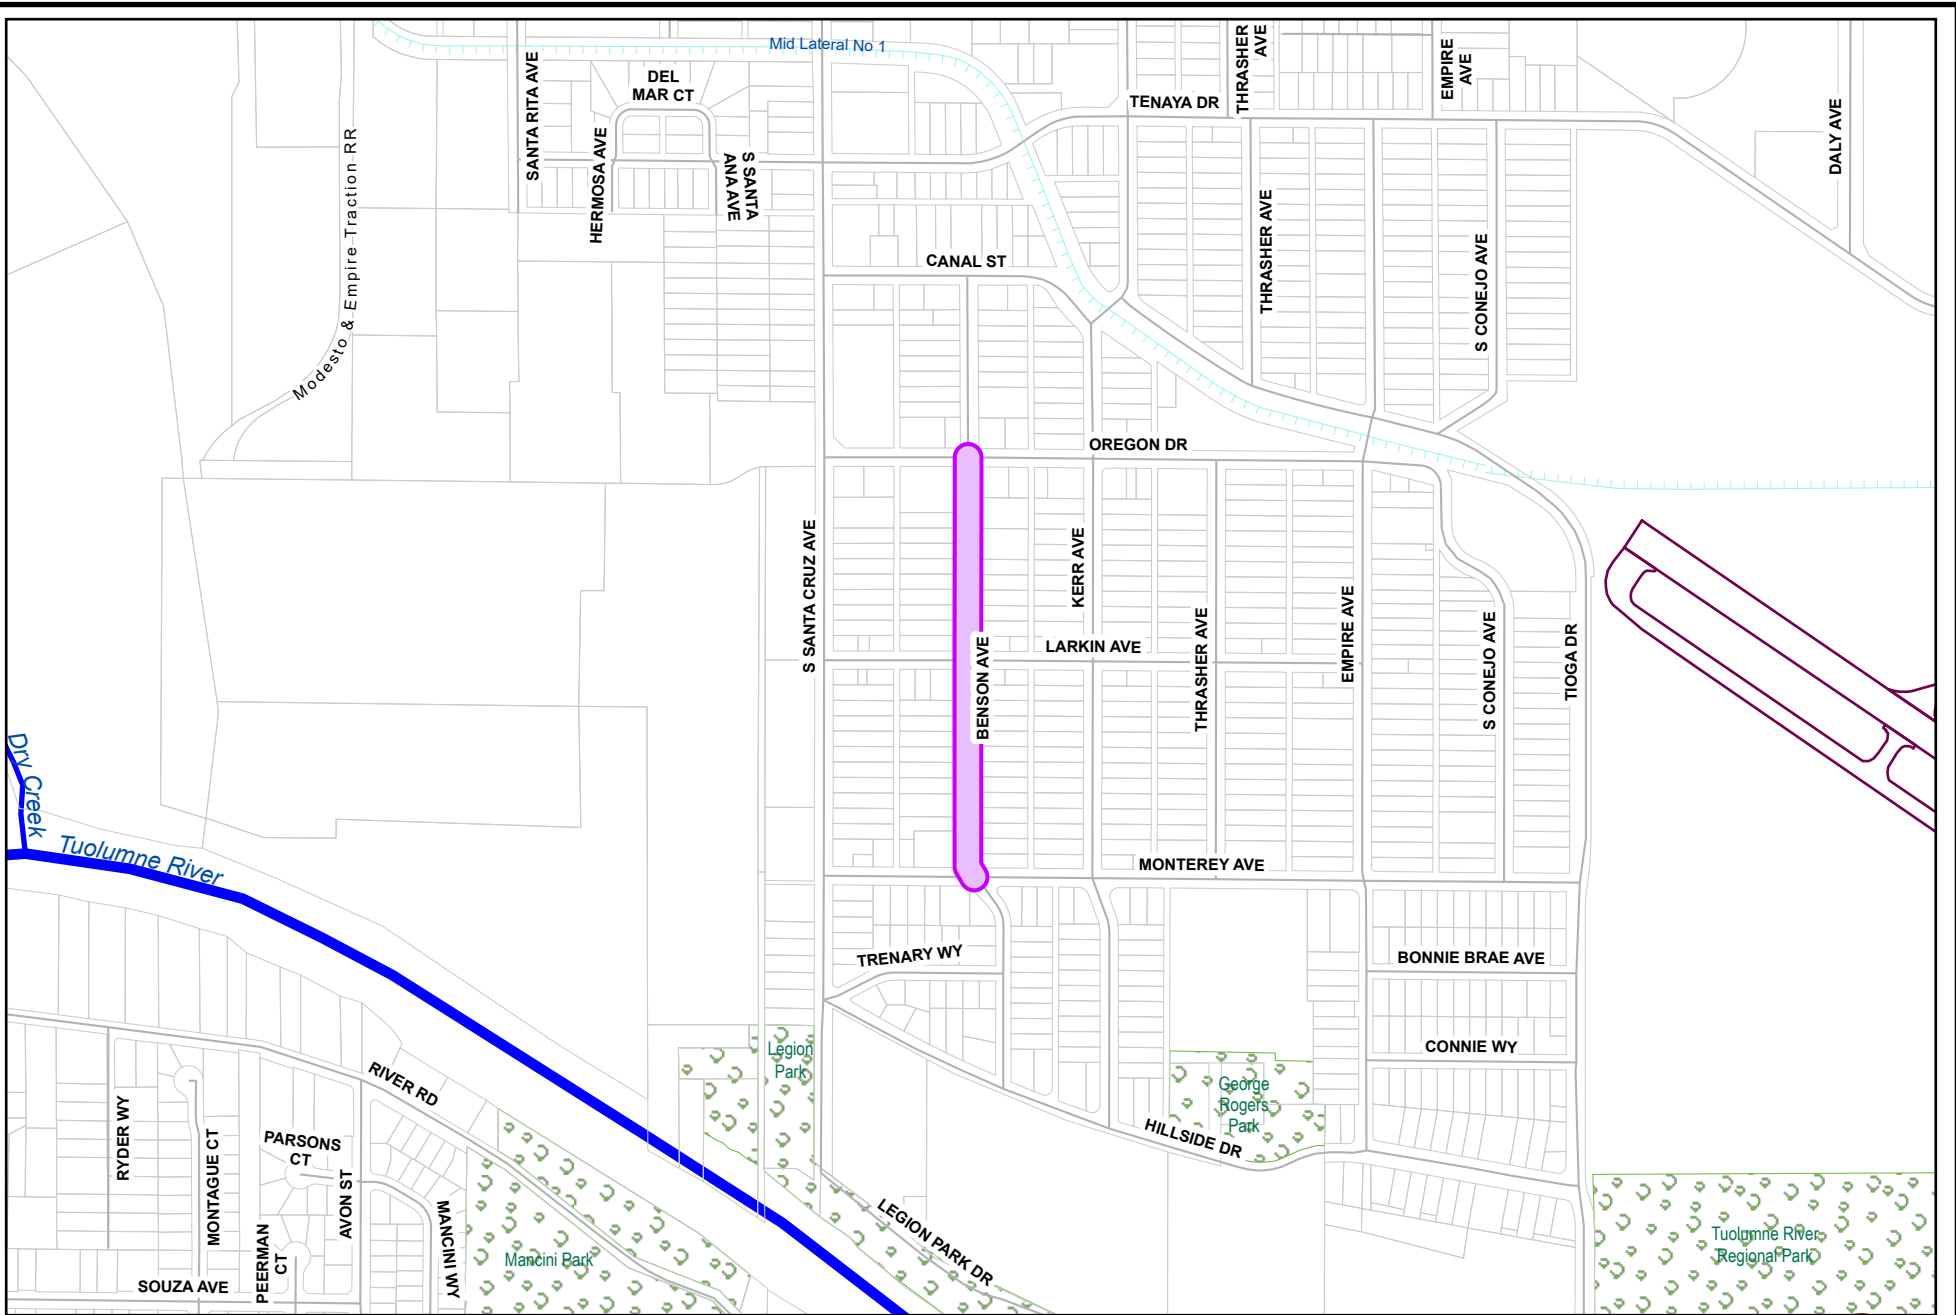 Mid Lateral No 1
THRASHER
AVE
EMPIRE
AVE
SANTA RITA AVE
DEL
MAR CT
TENAYA DR
DALY AVE
HERMOSA AVE
S SANTA
ANA AVE
Modesto & Empire Traction RR
THRASHER AVE
S CONEJO AVE
CANAL ST
OREGON DR
S SANTA CRUZ AVE
KERR AVE
BENSON AVE
LARKIN AVE
THRASHER AVE
EMPIRE AVE
S CONEJO AVE
TIOGA DR
Dry Creek
Tuolumne River
MONTEREY AVE
TRENARY WY
BONNIE BRAE AVE
CONNIE WY
Legion
Park
George
Rogers
Park
RIVER RD
RYDER WY
MONTAGUE CT
PARSONS
CT
AVON ST
PEERMAN
CT
MANCINI WY
SOUZA AVE
Mancini Park
HILLSIDE DR
LEGION PARK DR
Tuolumne River
Regional Park